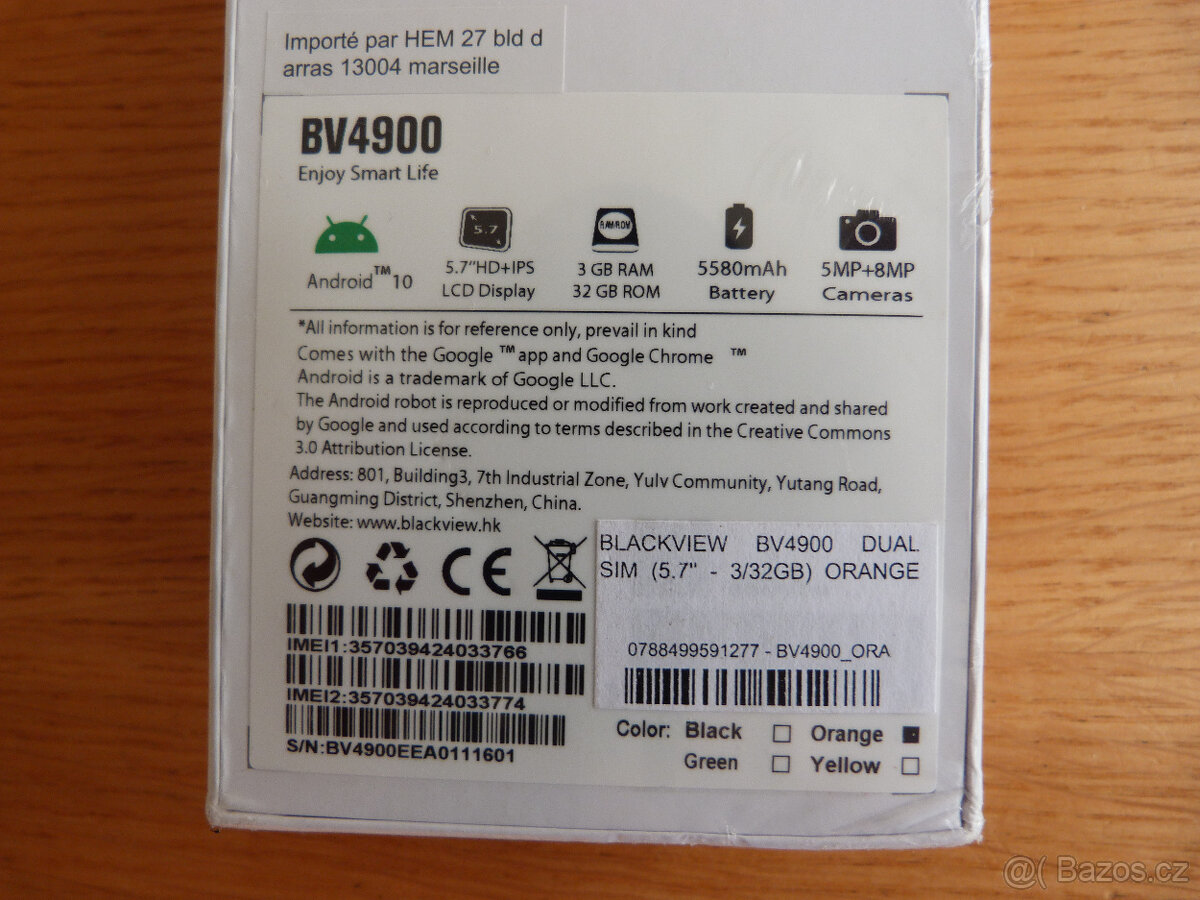 Importé par HEM 27 bld d
arras 13004 marseille
BV4900
Enjoy Smart Life
5.7
RAM/ROM
Android™10
5.7"HD+IPS
LCD Display
3 GB RAM
32 GB ROM
5580mAh
Battery
5MP+8MP
Cameras
*All information is for reference only, prevail in kind
Comes with the Google ™ app and Google Chrome ™
Android is a trademark of Google LLC.
The Android robot is reproduced or modified from work created and shared
by Google and used according to terms described in the Creative Commons
3.0 Attribution License.
Address: 801, Building3, 7th Industrial Zone, Yulv Community, Yutang Road,
Guangming District, Shenzhen, China.
Website: www.blackview.hk
CE
BLACKVIEW BV4900 DUAL
SIM (5.7" - 3/32GB) ORANGE
0788499591277 - BV4900_ORA
IMEI1:357039424033766
IMEI2:357039424033774
S/N:BV4900EEA0111601
Color: Black Orange
Green Yellow
@( Bazos.cz